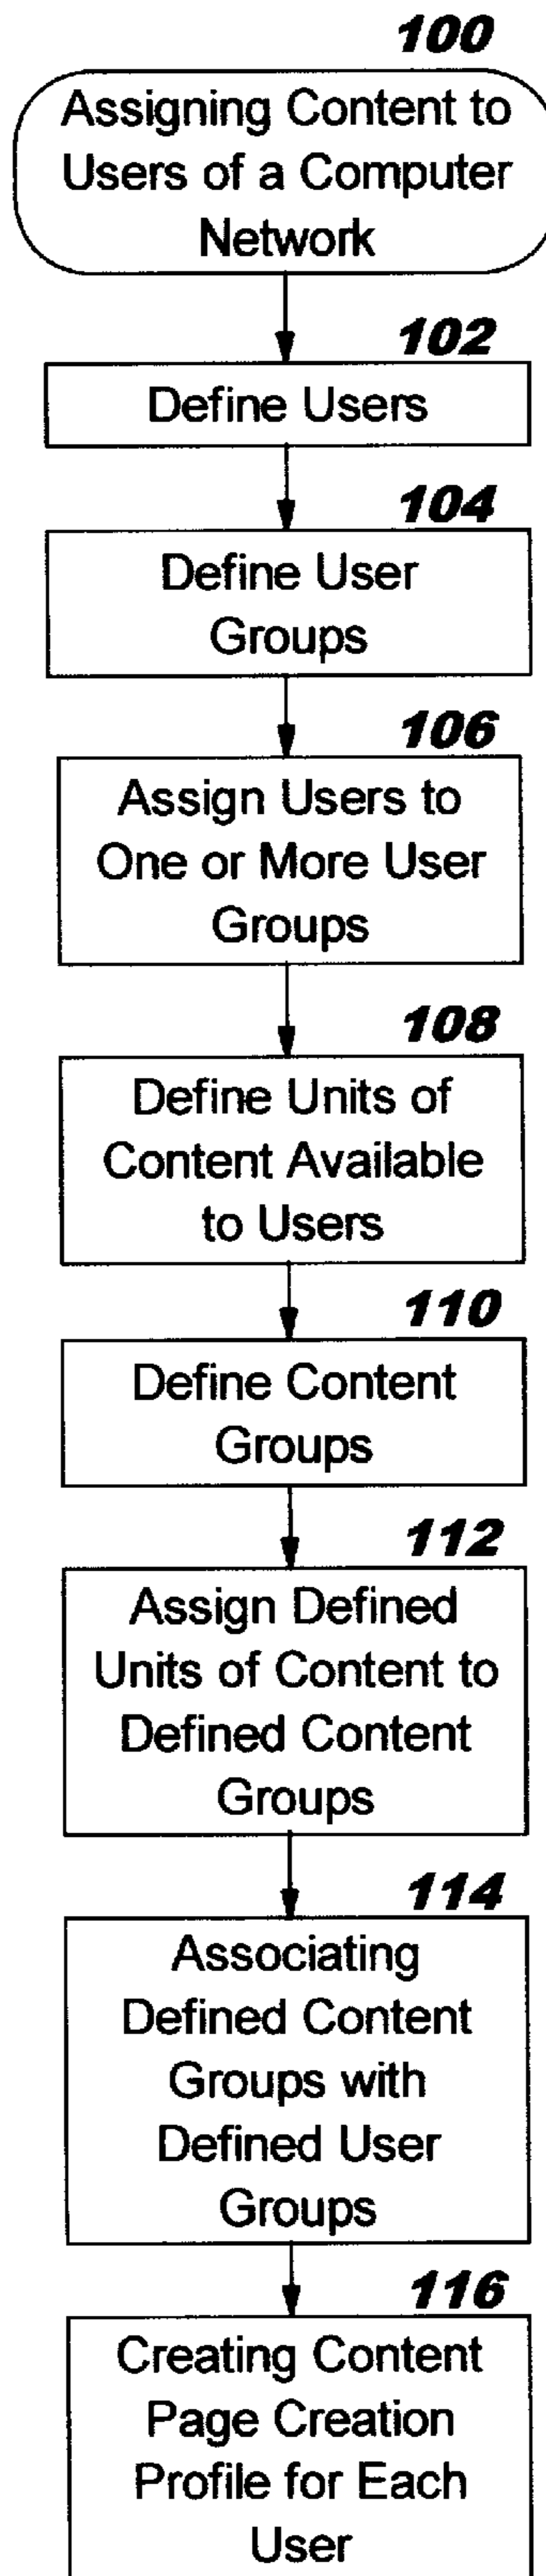 100
Assigning Content to
Users of a Computer
Network
102
Define Users
104
Define User
Groups
106
Assign Users to
One or More User
Groups
108
Define Units of
Content Available
to Users
110
Define Content
Groups
112
Assign Defined
Units of Content to
Defined Content
Groups
114
Associating
Defined Content
Groups with
Defined User
Groups
116
Creating Content
Page Creation
Profile for Each
User